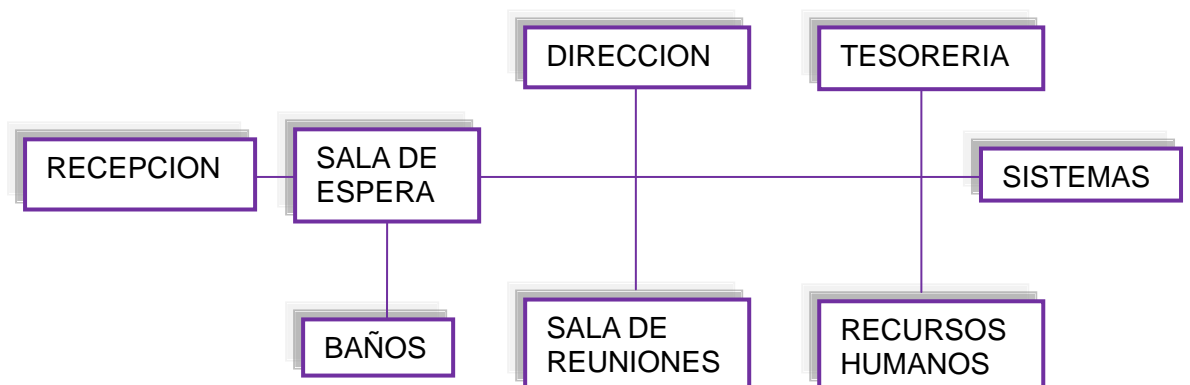 DIRECCION
TESORERIA
RECEPCION
SALA DE
ESPERA
SISTEMAS
BAÑOS
SALA DE
REUNIONES
RECURSOS
HUMANOS